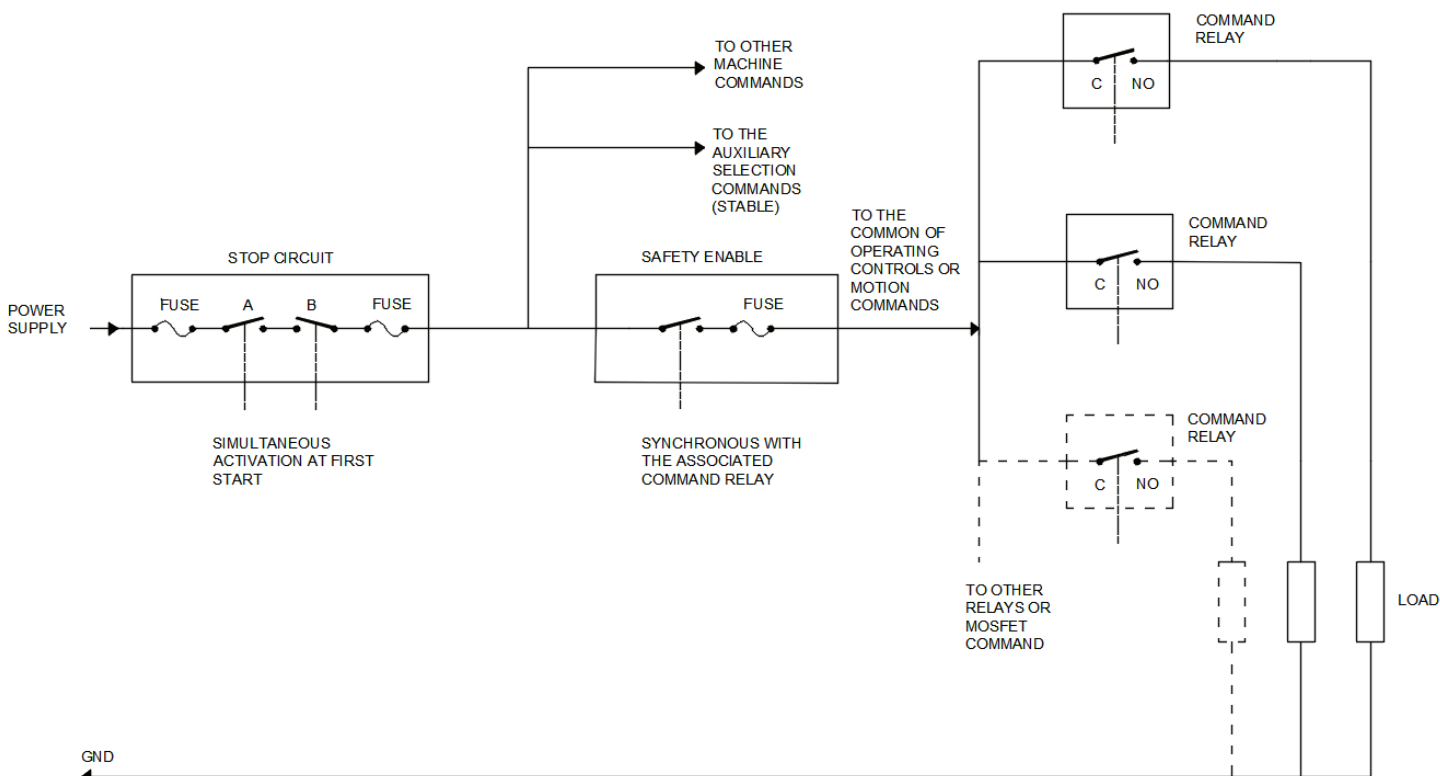 COMMAND
RELAY
C NO
TO OTHER
MACHINE
COMMANDS
TO THE
AUXILIARY
SELECTION
COMMANDS
(STABLE)
TO THE
COMMON OF
OPERATING
CONTROLS OR
MOTION
COMMANDS
COMMAND
RELAY
C NO
STOP CIRCUIT
SAFETY ENABLE
POWER
SUPPLY
FUSE A B FUSE
FUSE
SIMULTANEOUS
ACTIVATION AT FIRST
START
SYNCHRONOUS WITH
THE ASSOCIATED
COMMAND RELAY
COMMAND
RELAY
C NO
TO OTHER
RELAYS OR
MOSFET
COMMAND
LOAD
GND